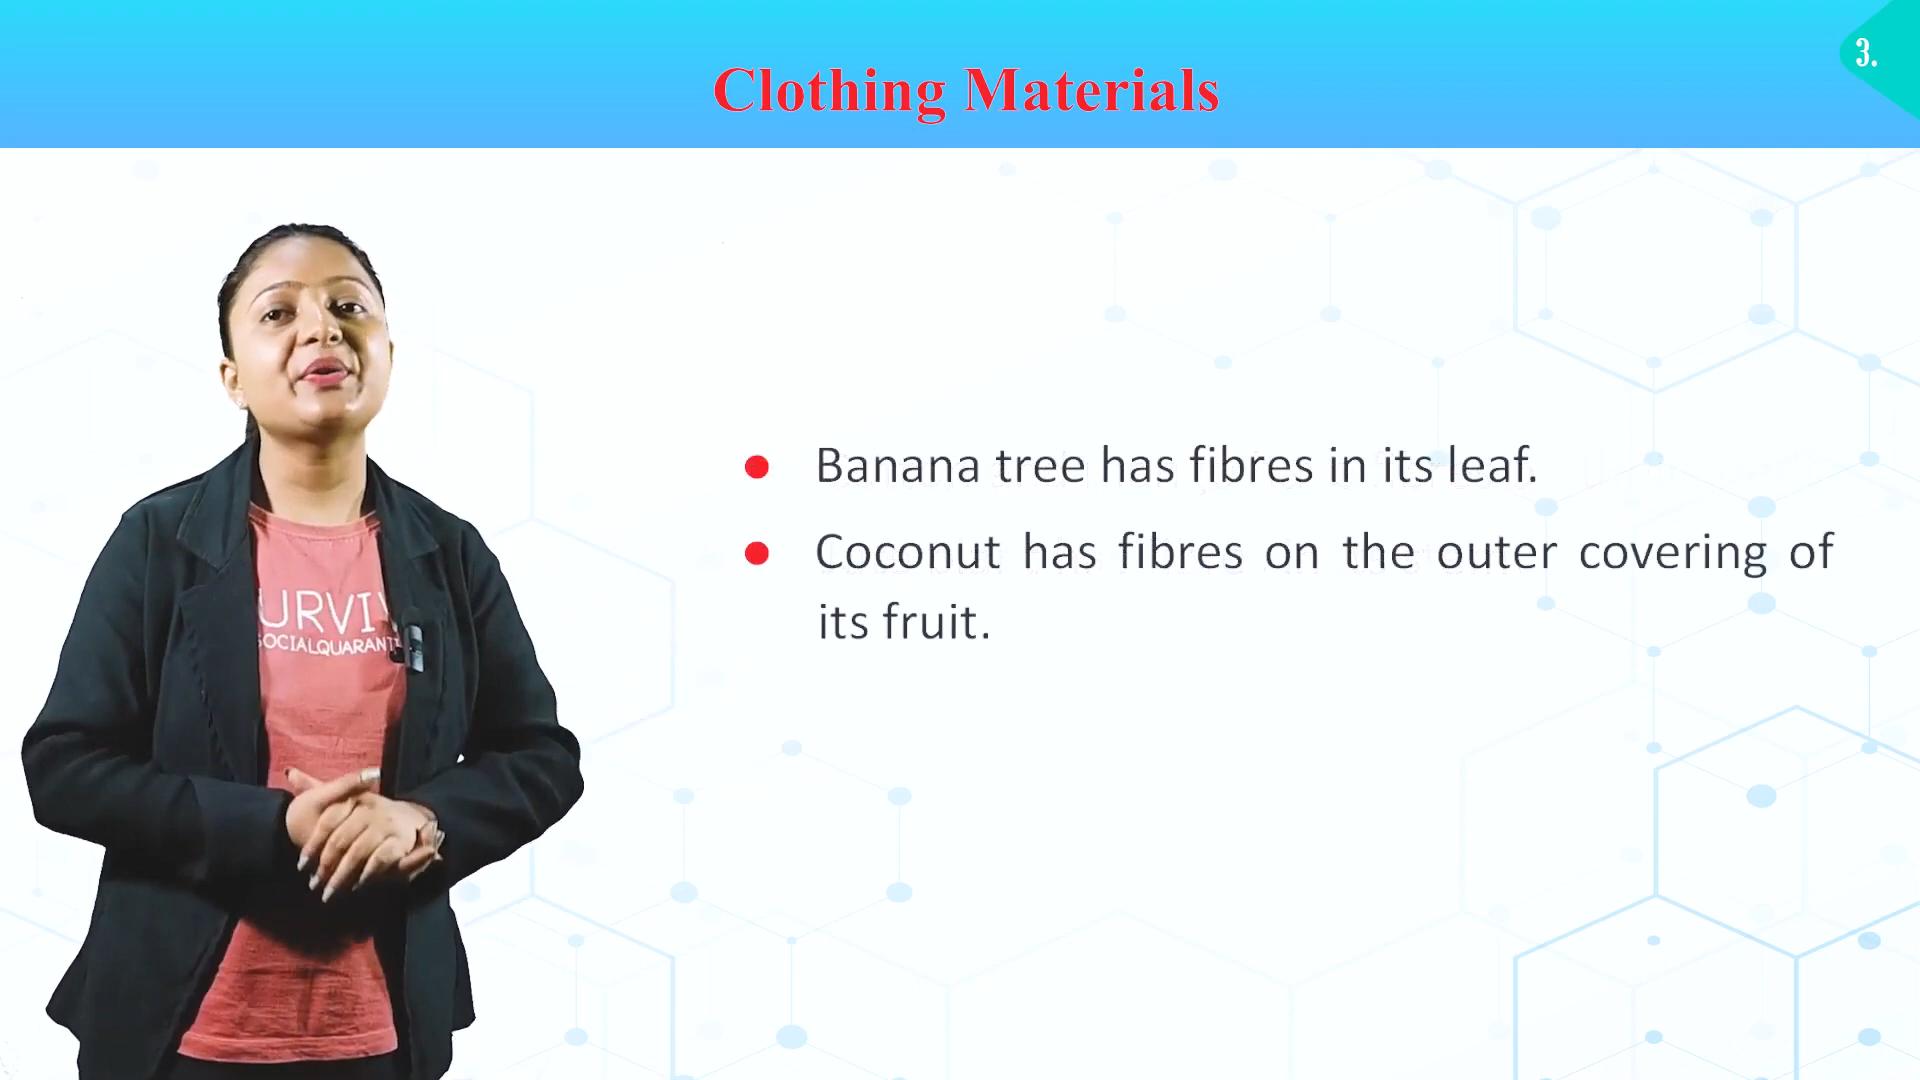 Clothing Materials
3.
Banana tree has fibres in its leaf.
Coconut has fibres on the outer covering of
its fruit.
URVIV
SOCIALQUARANT